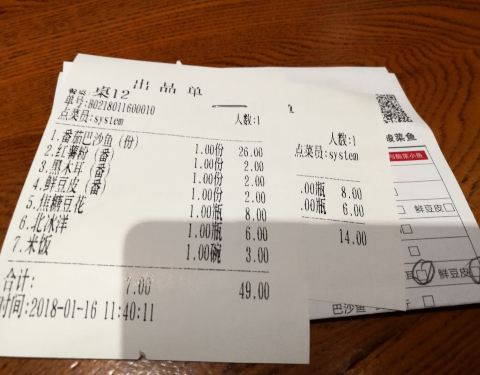 出品单
桌12
单号:B0218011600010
人数:1
点菜员:system
1.番茄巴沙鱼(份) 1.00份 26.00
2.红薯粉(番) 1.00份 2.00
3.黑木耳(番) 1.00份 2.00
4.鲜豆皮(番) 1.00份 2.00
5.焦糖豆花 1.00瓶 8.00
6.北冰洋 1.00瓶 6.00
7.米饭 1.00碗 3.00
合计: 7.00 49.00
时间:2018-01-16 11:40:11
人数:1
点菜员:system
.00瓶 8.00
.00瓶 6.00
14.00
酸菜鱼
鲜豆皮
鲜豆皮
巴沙鱼